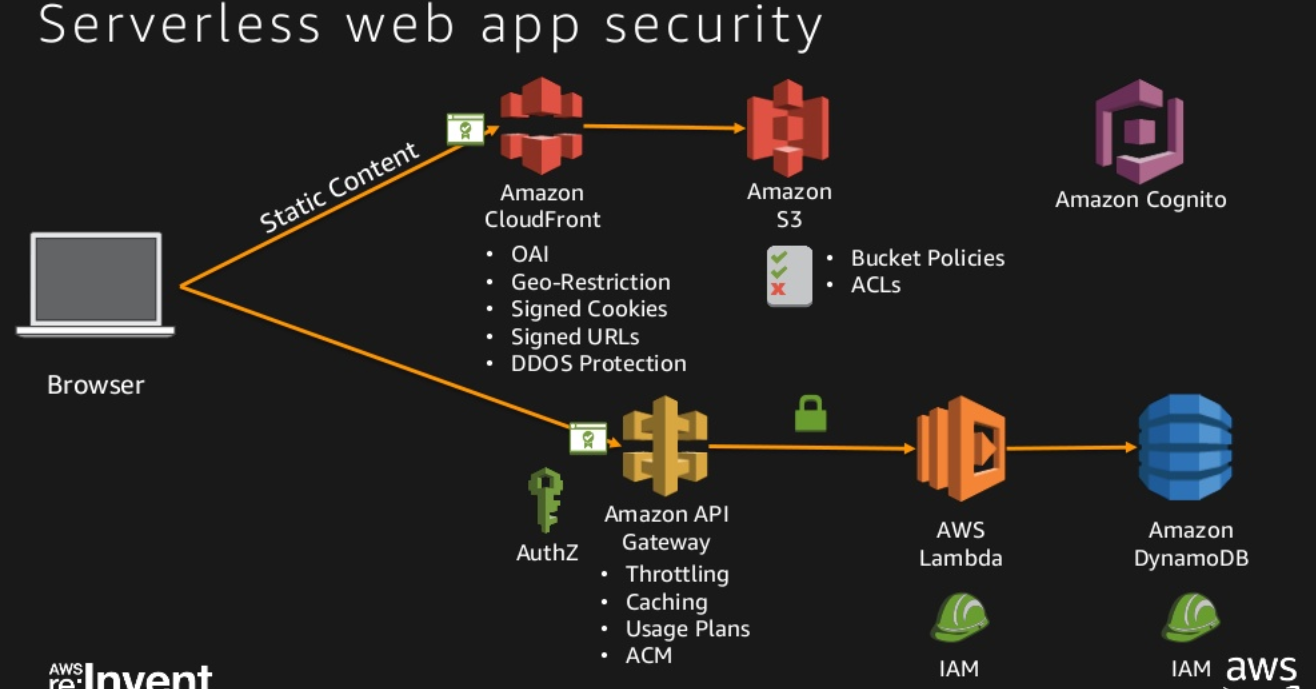 Serverless web app security
Static Content
Amazon
CloudFront
• OAI
• Geo-Restriction
• Signed Cookies
• Signed URLs
• DDOS Protection
Amazon
S3
• Bucket Policies
• ACLs
Amazon Cognito
Browser
AuthZ
Amazon API
Gateway
• Throttling
• Caching
• Usage Plans
• ACM
AWS
Lambda
IAM
Amazon
DynamoDB
IAM
AWS
re:Invent
aws